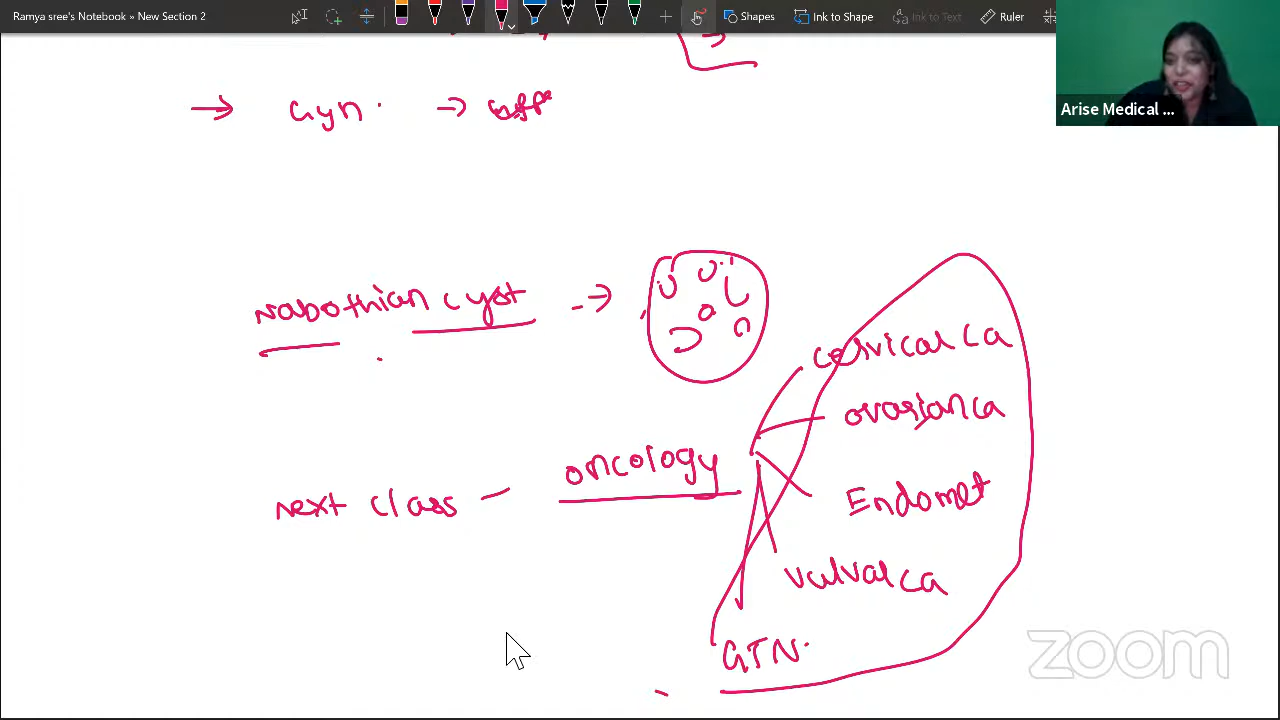 Ramya sree's Notebook » New Section 2
Shapes Ink to Shape Ink to Text Ruler
Arise Medical ...
→ Gyn. →
Nabothian cyst →
cervical ca
ovarian ca
next class - oncology
Endomet
vulval ca
GTN.
zoom